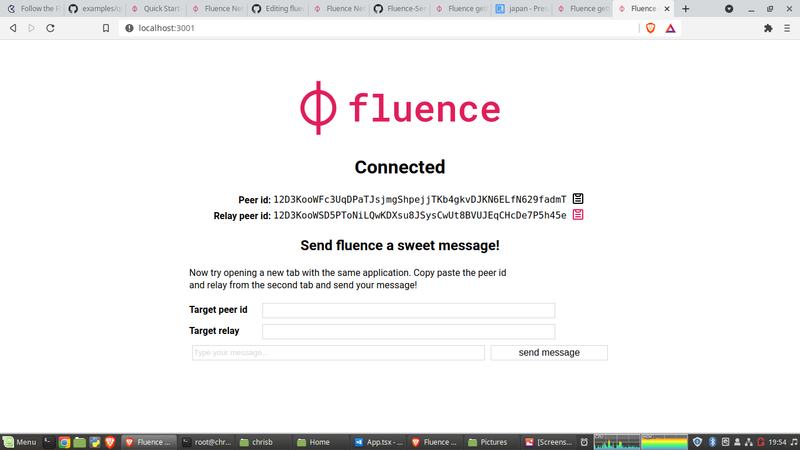 Follow the F
examples/q
Quick Start
Fluence Net
Editing flue
Fluence Net
Fluence-Ser
Fluence get
japan - Pres
Fluence get
Fluence
localhost:3001
fluence
Connected
Peer id: 12D3KooWFc3UqDPaTJsjmgShpejjTKb4gkvDJKN6ELfN629fadmT
Relay peer id: 12D3KooWSD5PToNiLQwKDXsu8JSysCwUt8BVUJEqCHcDe7P5h45e
Send fluence a sweet message!
Now try opening a new tab with the same application. Copy paste the peer id
and relay from the second tab and send your message!
Target peer id
Target relay
Type your message...
send message
Menu
Fluence ...
root@chr...
chrisb
Home
App.tsx - ...
Fluence ...
Pictures
[Screens...
19:54